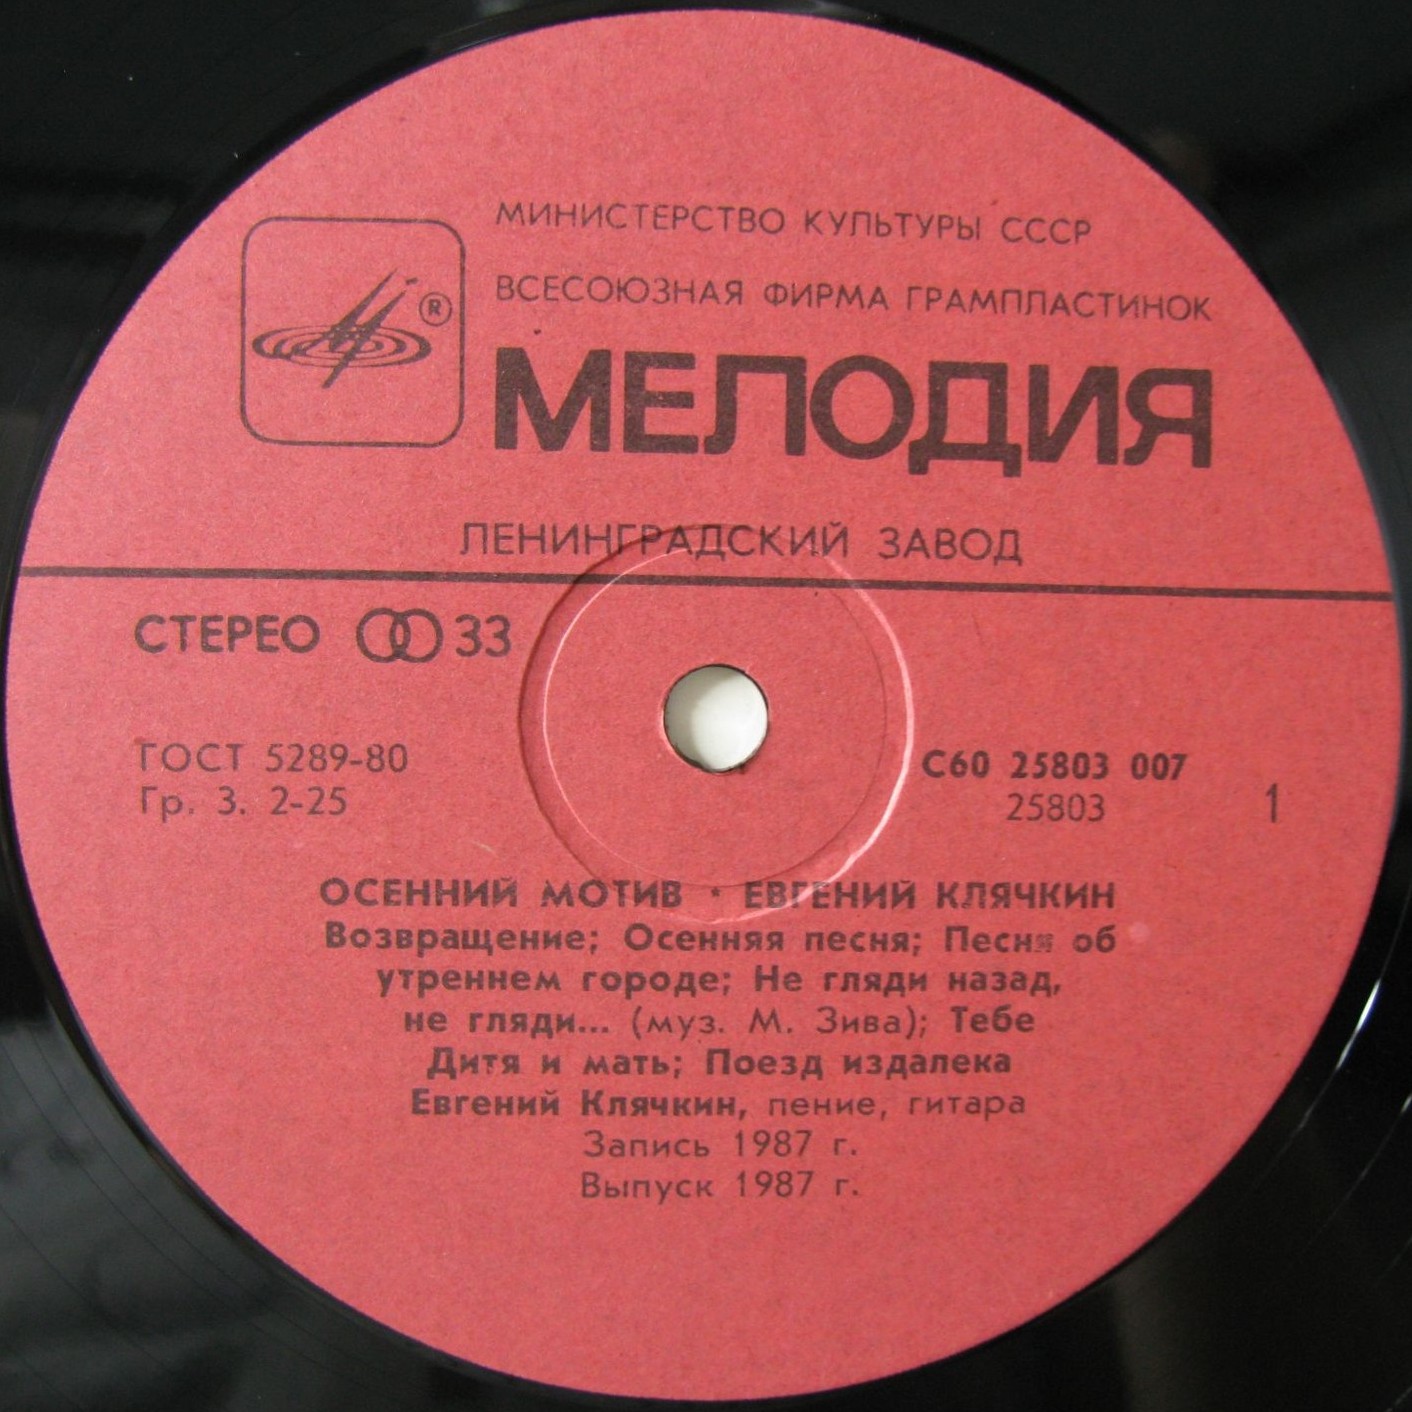 МИНИСТЕРСТВО КУЛЬТУРЫ СССР
ВСЕСОЮЗНАЯ ФИРМА ГРАМПЛАСТИНОК
®
МЕЛОДИЯ
ЛЕНИНГРАДСКИЙ ЗАВОД
СТЕРЕО 33
ГОСТ 5289-80
Гр. 3. 2-25
С60 25803 007
25803
1
ОСЕННИЙ МОТИВ · ЕВГЕНИЙ КЛЯЧКИН
Возвращение; Осенняя песня; Песня об
утреннем городе; Не гляди назад,
не гляди... (муз. М. Зива); Тебе
Дитя и мать; Поезд издалека
Евгений Клячкин, пение, гитара
Запись 1987 г.
Выпуск 1987 г.